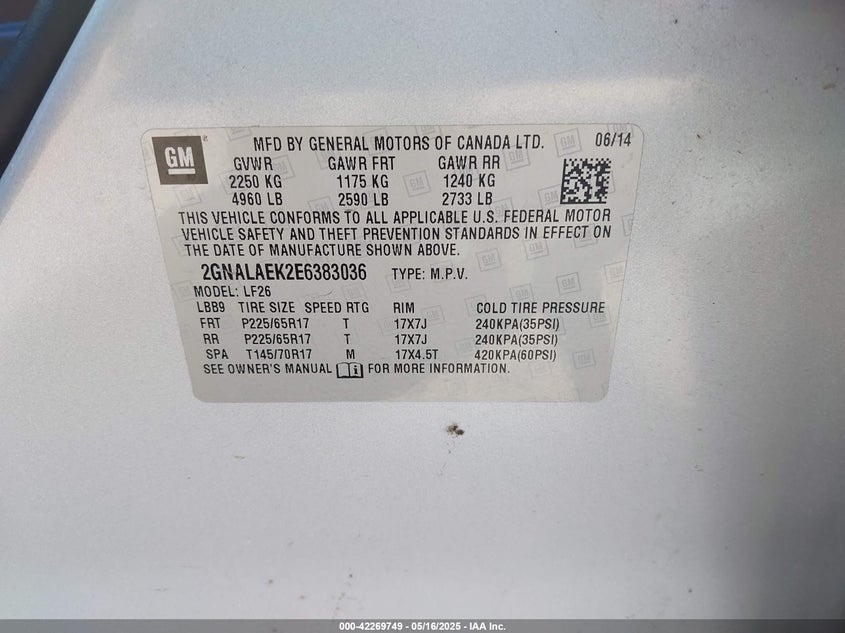 GM
MFD BY GENERAL MOTORS OF CANADA LTD. 06/14
GVWR GAWR FRT GAWR RR
2250 KG 1175 KG 1240 KG
4960 LB 2590 LB 2733 LB
THIS VEHICLE CONFORMS TO ALL APPLICABLE U.S. FEDERAL MOTOR
VEHICLE SAFETY AND THEFT PREVENTION STANDARDS IN EFFECT ON
THE DATE OF MANUFACTURE SHOWN ABOVE.
2GNALAEK2E6383036 TYPE: M.P.V.
MODEL: LF26
LBB9 TIRE SIZE SPEED RTG RIM COLD TIRE PRESSURE
FRT P225/65R17 T 17X7J 240KPA(35PSI)
RR P225/65R17 T 17X7J 240KPA(35PSI)
SPA T145/70R17 M 17X4.5T 420KPA(60PSI)
SEE OWNER'S MANUAL FOR MORE INFORMATION.
000-42269749 - 05/16/2025 - IAA Inc.